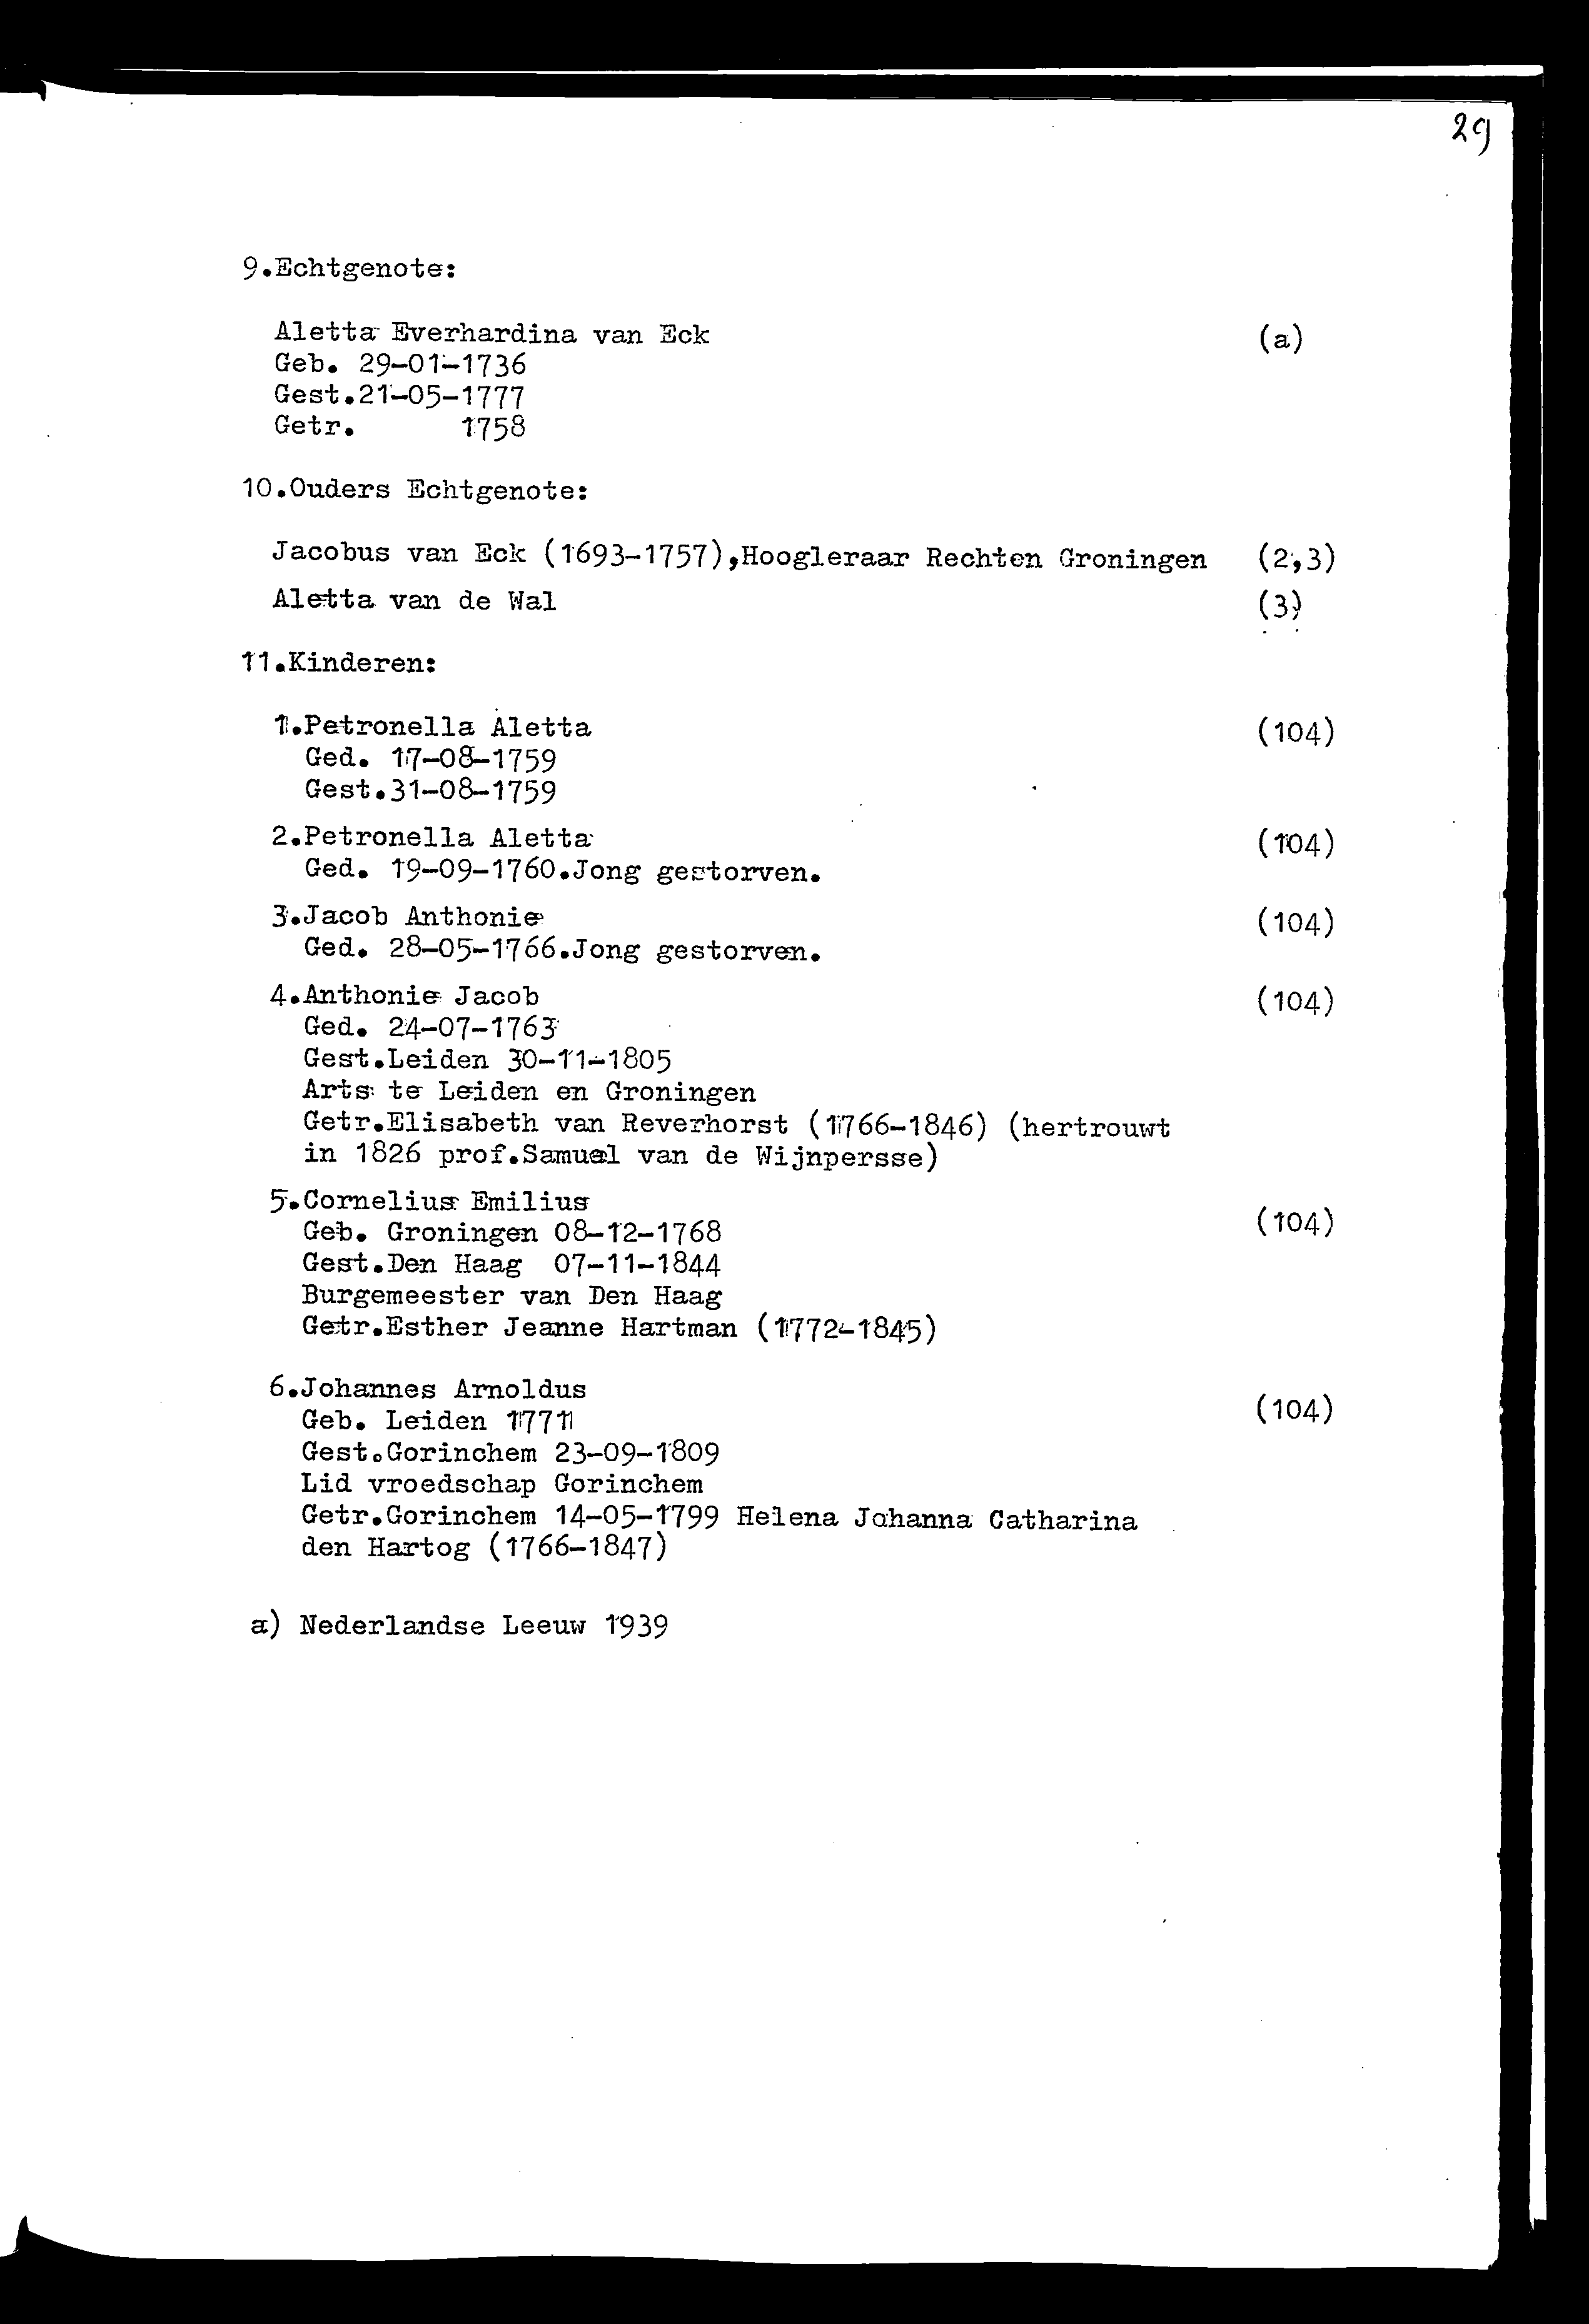 29
9.Echtgenote:
Aletta Everhardina van Eck (a)
Geb. 29-01-1736
Gest.21-05-1777
Getr. 1758
10.Ouders Echtgenote:
Jacobus van Eck (1693-1757),Hoogleraar Rechten Groningen (2,3)
Aletta van de Wal (3)
11.Kinderen:
1.Petronella Aletta (104)
Ged. 17-08-1759
Gest.31-08-1759
2.Petronella Aletta (104)
Ged. 19-09-1760.Jong gestorven.
3.Jacob Anthonie (104)
Ged. 28-05-1766.Jong gestorven.
4.Anthonie Jacob (104)
Ged. 24-07-1763
Gest.Leiden 30-11-1805
Arts te Leiden en Groningen
Getr.Elisabeth van Reverhorst (1766-1846) (hertrouwt
in 1826 prof.Samuel van de Wijnpersse)
5.Cornelius Emilius (104)
Geb. Groningen 08-12-1768
Gest.Den Haag 07-11-1844
Burgemeester van Den Haag
Getr.Esther Jeanne Hartman (1772-1845)
6.Johannes Arnoldus (104)
Geb. Leiden 1771
Gest.Gorinchem 23-09-1809
Lid vroedschap Gorinchem
Getr.Gorinchem 14-05-1799 Helena Johanna Catharina
den Hartog (1766-1847)
a) Nederlandse Leeuw 1939